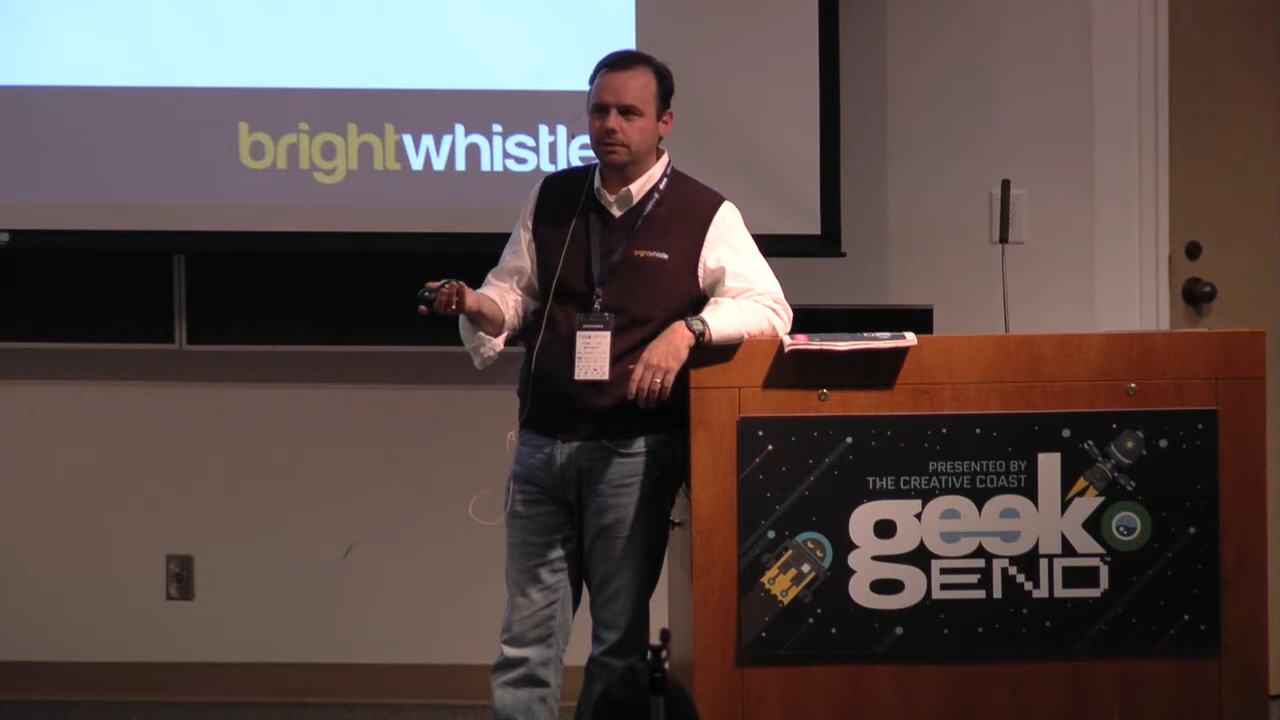 brightwhistle
brightwhistle
PRESENTED BY
THE CREATIVE COAST
geek
END